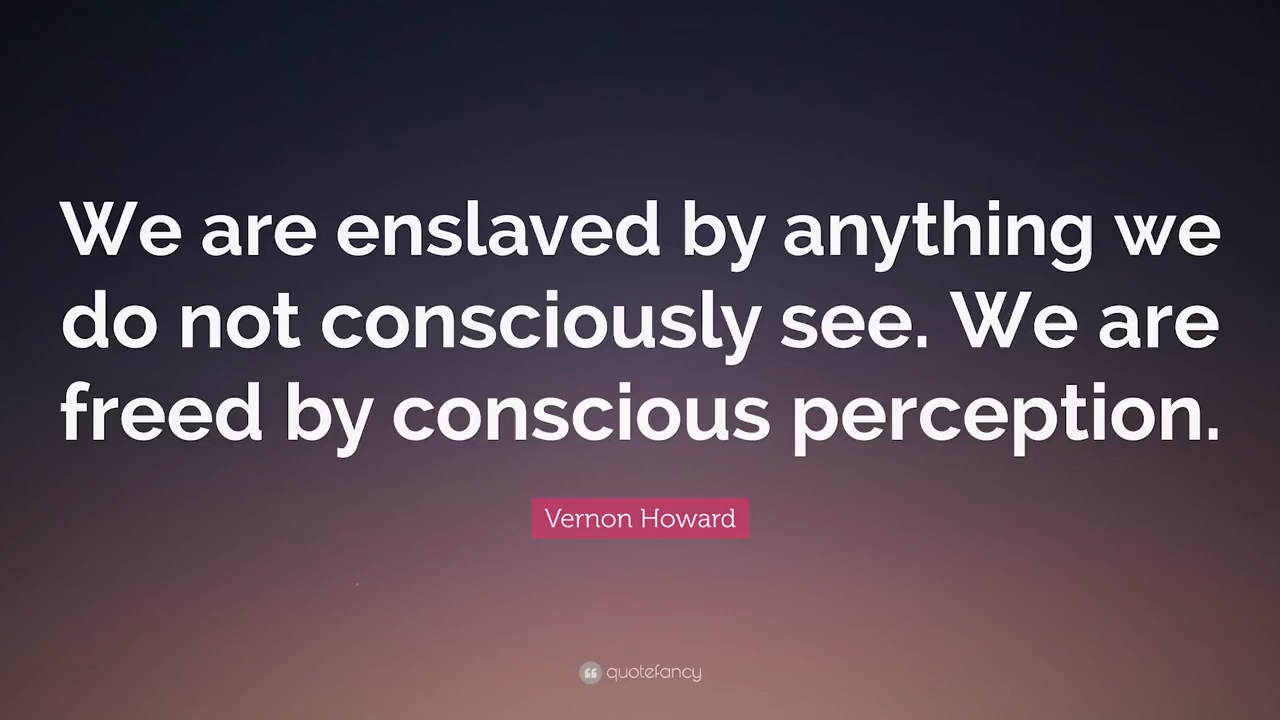 We are enslaved by anything we
do not consciously see. We are
freed by conscious perception.
Vernon Howard
quotefancy